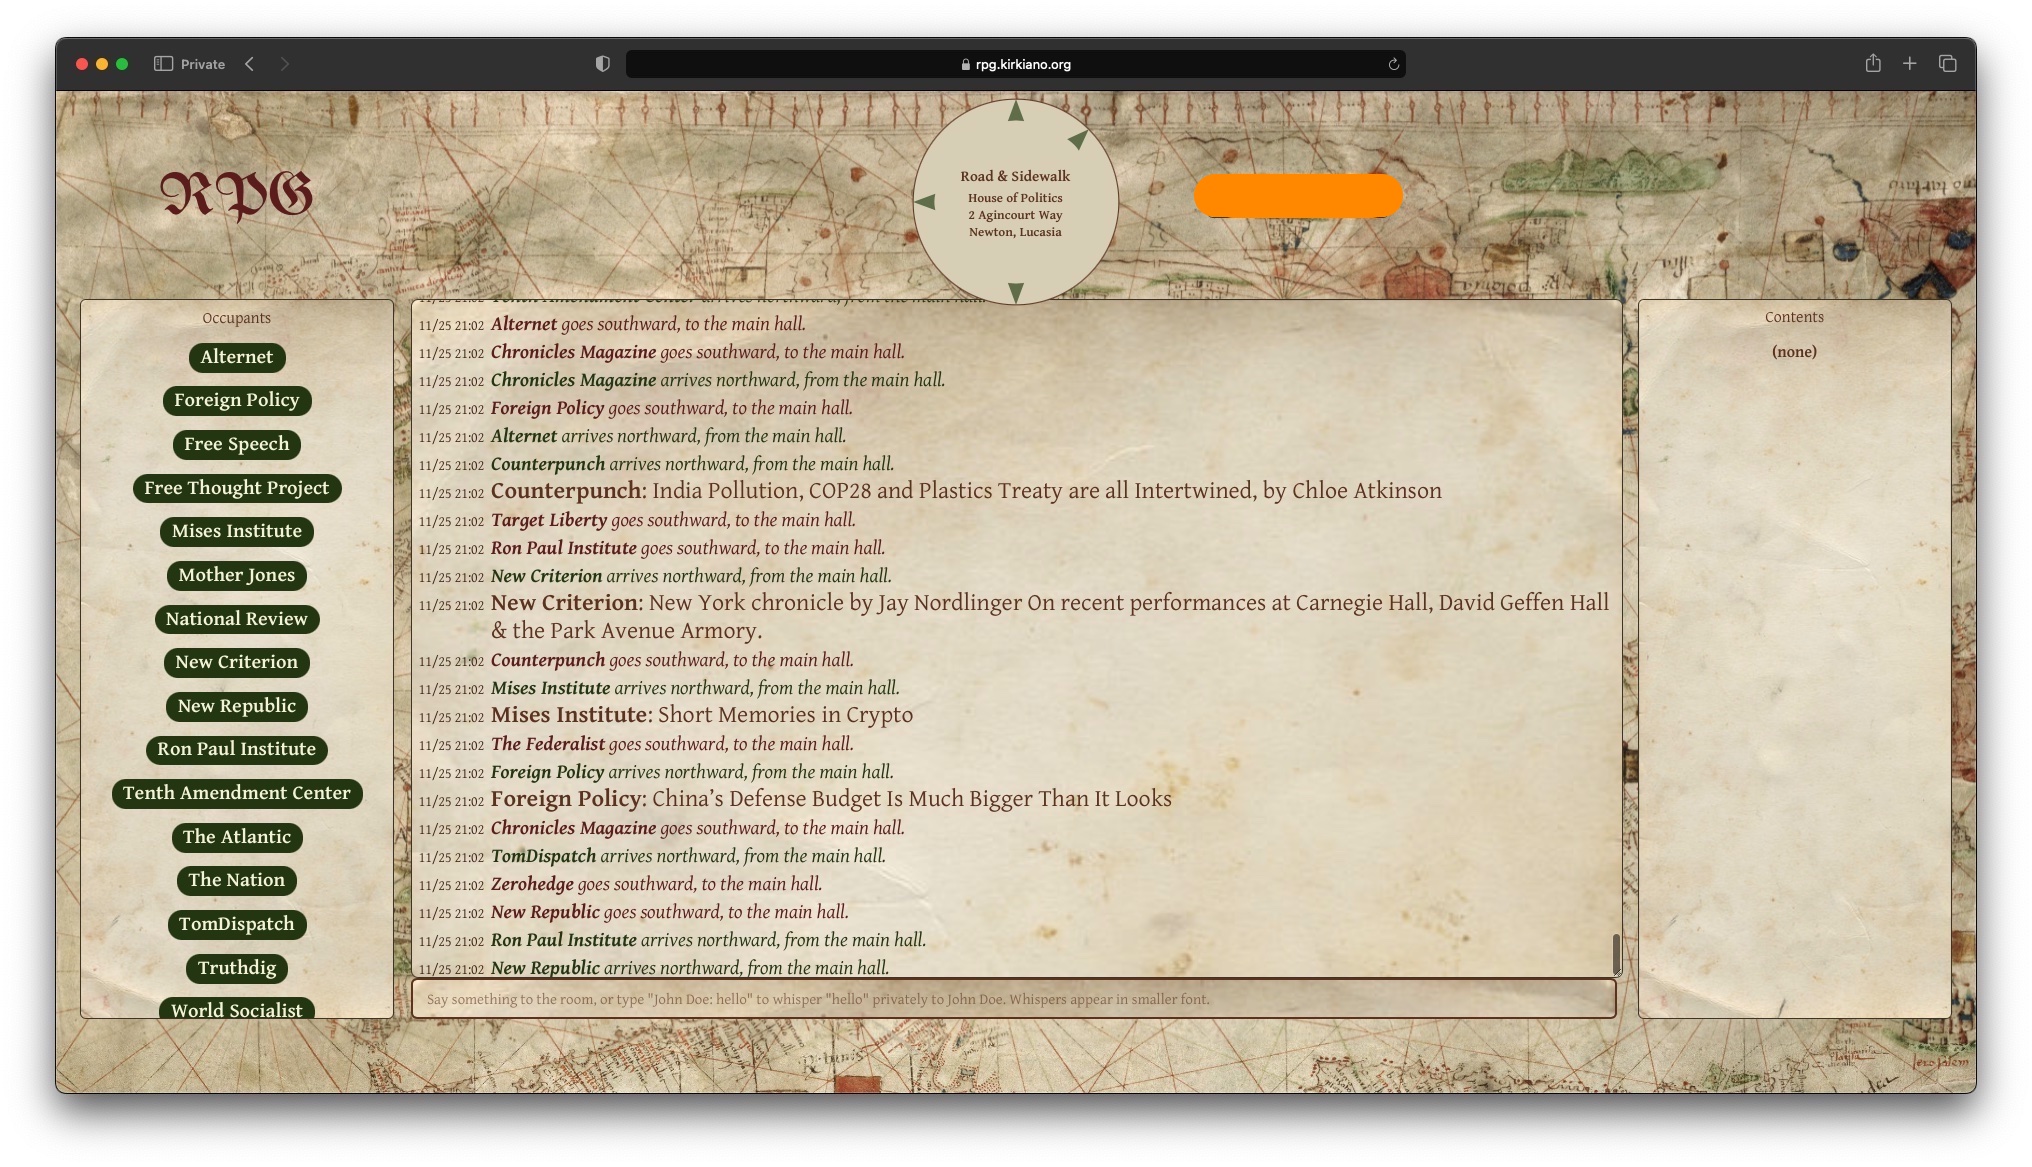 Private
rpg.kirkiano.org
RPG
Road & Sidewalk
House of Politics
2 Agincourt Way
Newton, Lucasia
Occupants
Alternet
Foreign Policy
Free Speech
Free Thought Project
Mises Institute
Mother Jones
National Review
New Criterion
New Republic
Ron Paul Institute
Tenth Amendment Center
The Atlantic
The Nation
TomDispatch
Truthdig
World Socialist
11/25 21:02 Tenth Amendment Center arrives northward, from the main hall.
11/25 21:02 Alternet goes southward, to the main hall.
11/25 21:02 Chronicles Magazine goes southward, to the main hall.
11/25 21:02 Chronicles Magazine arrives northward, from the main hall.
11/25 21:02 Foreign Policy goes southward, to the main hall.
11/25 21:02 Alternet arrives northward, from the main hall.
11/25 21:02 Counterpunch arrives northward, from the main hall.
11/25 21:02 Counterpunch: India Pollution, COP28 and Plastics Treaty are all Intertwined, by Chloe Atkinson
11/25 21:02 Target Liberty goes southward, to the main hall.
11/25 21:02 Ron Paul Institute goes southward, to the main hall.
11/25 21:02 New Criterion arrives northward, from the main hall.
11/25 21:02 New Criterion: New York chronicle by Jay Nordlinger On recent performances at Carnegie Hall, David Geffen Hall
& the Park Avenue Armory.
11/25 21:02 Counterpunch goes southward, to the main hall.
11/25 21:02 Mises Institute arrives northward, from the main hall.
11/25 21:02 Mises Institute: Short Memories in Crypto
11/25 21:02 The Federalist goes southward, to the main hall.
11/25 21:02 Foreign Policy arrives northward, from the main hall.
11/25 21:02 Foreign Policy: China’s Defense Budget Is Much Bigger Than It Looks
11/25 21:02 Chronicles Magazine goes southward, to the main hall.
11/25 21:02 TomDispatch arrives northward, from the main hall.
11/25 21:02 Zerohedge goes southward, to the main hall.
11/25 21:02 New Republic goes southward, to the main hall.
11/25 21:02 Ron Paul Institute arrives northward, from the main hall.
11/25 21:02 New Republic arrives northward, from the main hall.
Say something to the room, or type "John Doe: hello" to whisper "hello" privately to John Doe. Whispers appear in smaller font.
Contents
(none)